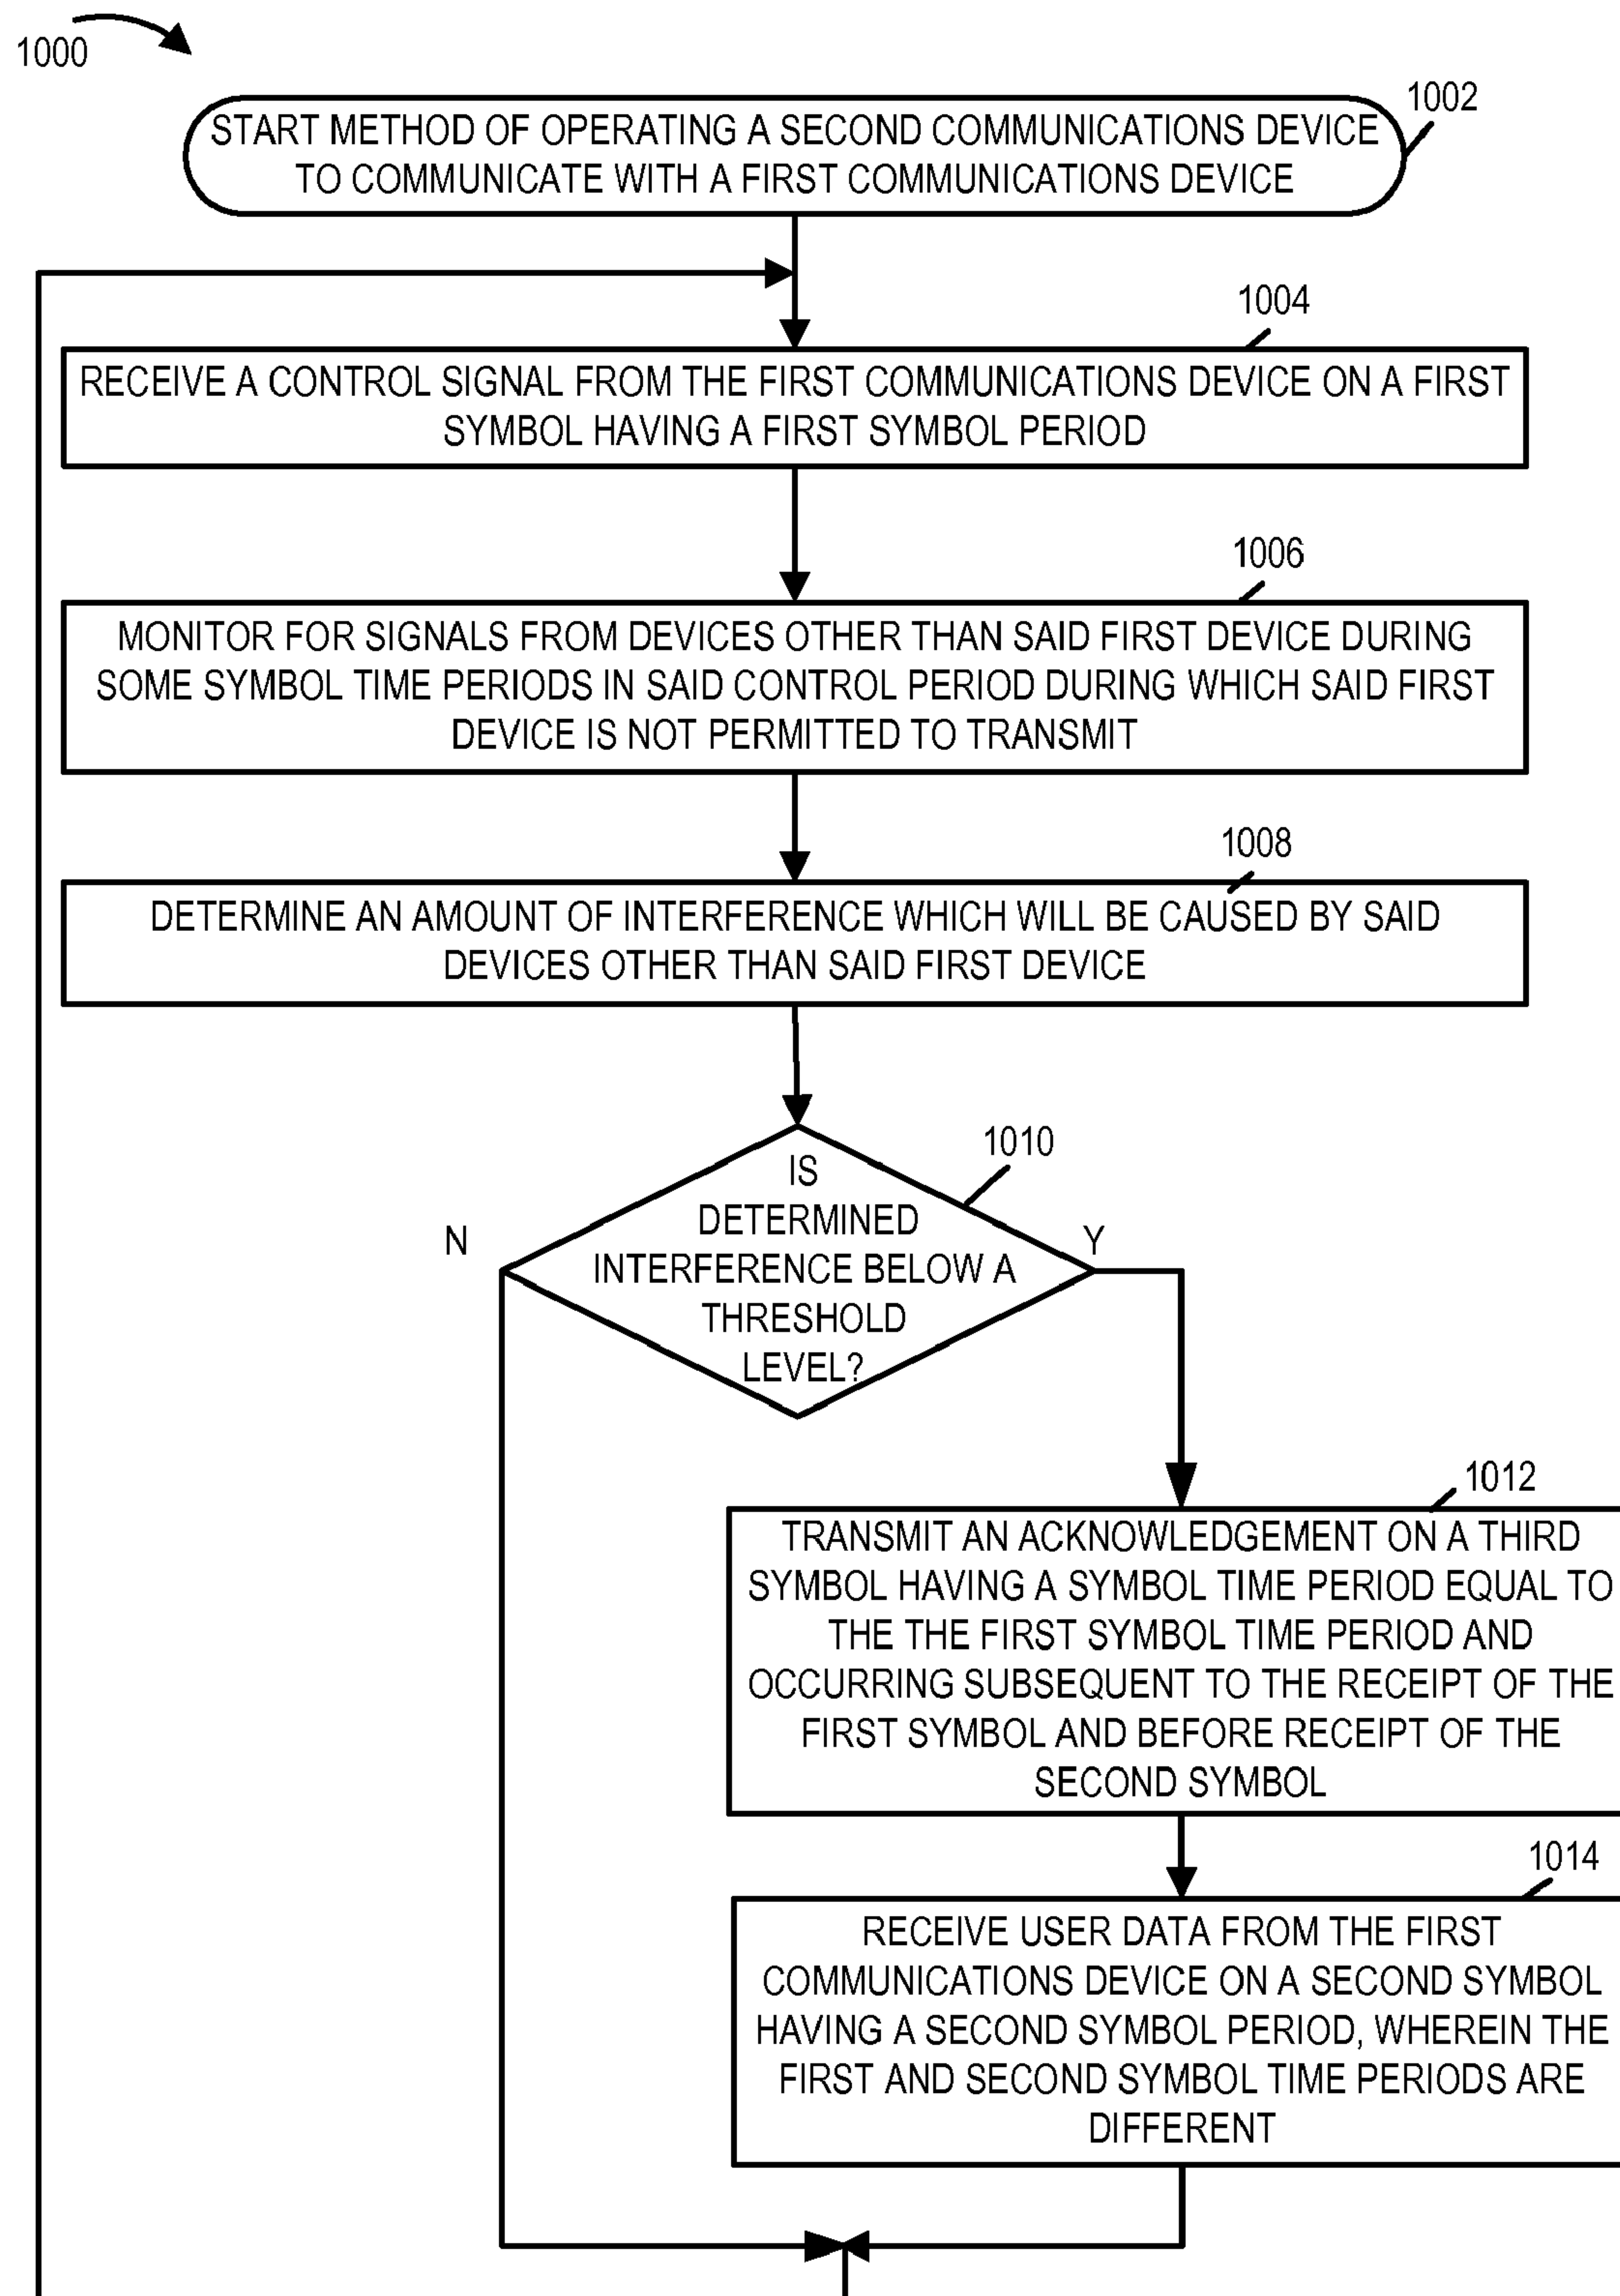 1000
1002
START METHOD OF OPERATING A SECOND COMMUNICATIONS DEVICE
TO COMMUNICATE WITH A FIRST COMMUNICATIONS DEVICE
1004
RECEIVE A CONTROL SIGNAL FROM THE FIRST COMMUNICATIONS DEVICE ON A FIRST
SYMBOL HAVING A FIRST SYMBOL PERIOD
1006
MONITOR FOR SIGNALS FROM DEVICES OTHER THAN SAID FIRST DEVICE DURING
SOME SYMBOL TIME PERIODS IN SAID CONTROL PERIOD DURING WHICH SAID FIRST
DEVICE IS NOT PERMITTED TO TRANSMIT
1008
DETERMINE AN AMOUNT OF INTERFERENCE WHICH WILL BE CAUSED BY SAID
DEVICES OTHER THAN SAID FIRST DEVICE
1010
IS
DETERMINED
INTERFERENCE BELOW A
THRESHOLD
LEVEL?
N
Y
1012
TRANSMIT AN ACKNOWLEDGEMENT ON A THIRD
SYMBOL HAVING A SYMBOL TIME PERIOD EQUAL TO
THE THE FIRST SYMBOL TIME PERIOD AND
OCCURRING SUBSEQUENT TO THE RECEIPT OF THE
FIRST SYMBOL AND BEFORE RECEIPT OF THE
SECOND SYMBOL
1014
RECEIVE USER DATA FROM THE FIRST
COMMUNICATIONS DEVICE ON A SECOND SYMBOL
HAVING A SECOND SYMBOL PERIOD, WHEREIN THE
FIRST AND SECOND SYMBOL TIME PERIODS ARE
DIFFERENT